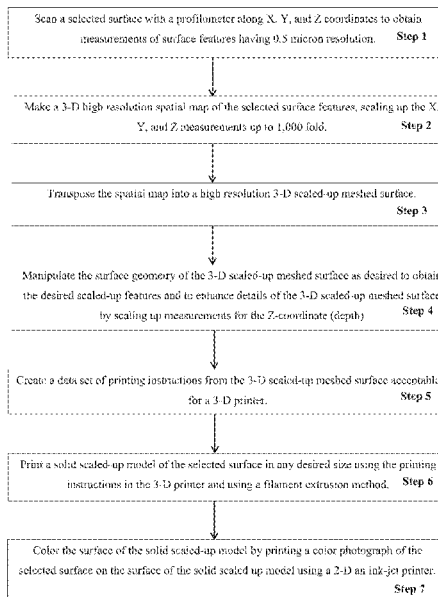 Scan a selected surface with a profilometer along X, Y, and Z coordinates to obtain
measurements of surface features having 0.5 micron resolution. Step 1
Make a 3-D high resolution spatial map of the selected surface features, scaling up the X,
Y, and Z measurements up to 1,000 fold. Step 2
Transpose the spatial map into a high resolution 3-D scaled-up meshed surface.
Step 3
Manipulate the surface geometry of the 3-D scaled-up meshed surface as desired to obtain
the desired scaled-up features and to enhance details of the 3-D scaled-up meshed surface
by scaling up measurements for the Z-coordinate (depth) Step 4
Create a data set of printing instructions from the 3-D scaled-up meshed surface acceptable
for a 3-D printer. Step 5
Print a solid scaled-up model of the selected surface in any desired size using the printing
instructions in the 3-D printer and using a filament extrusion method. Step 6
Color the surface of the solid scaled-up model by printing a color photograph of the
selected surface on the surface of the solid scaled up model using a 2-D an ink-jet printer.
Step 7